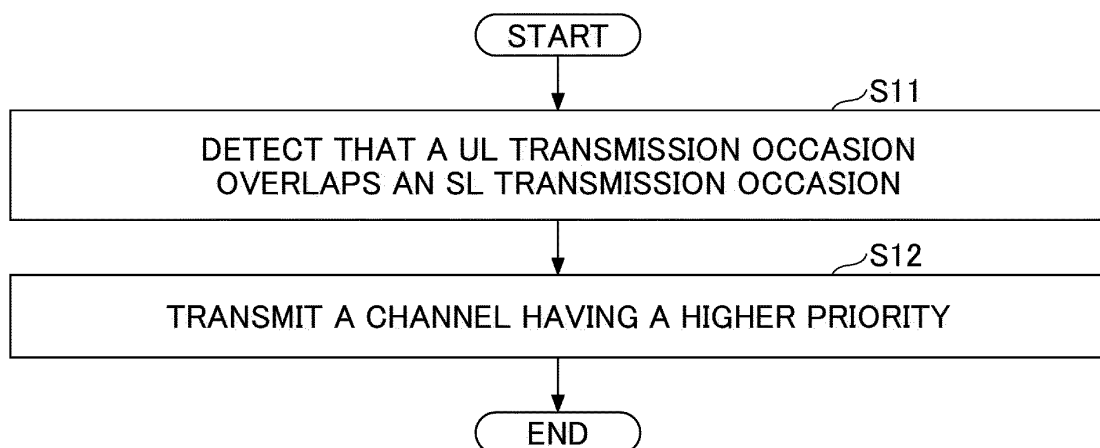 START
S11
DETECT THAT A UL TRANSMISSION OCCASION
OVERLAPS AN SL TRANSMISSION OCCASION
S12
TRANSMIT A CHANNEL HAVING A HIGHER PRIORITY
END